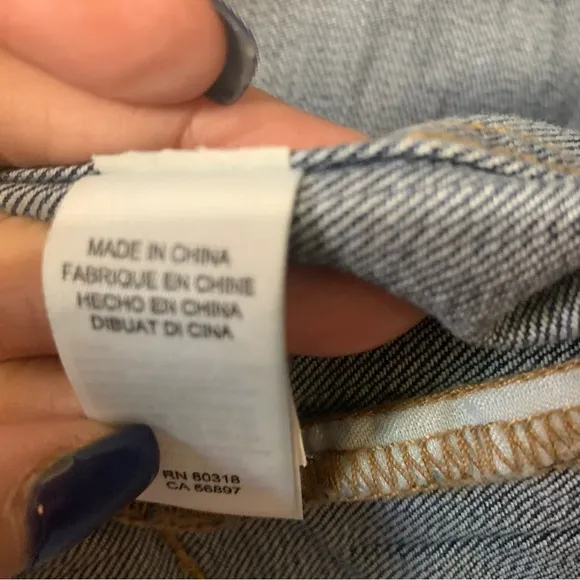 MADE IN CHINA
FABRIQUE EN CHINE
HECHO EN CHINA
DIBUAT DI CINA
RN 80318
CA 56897